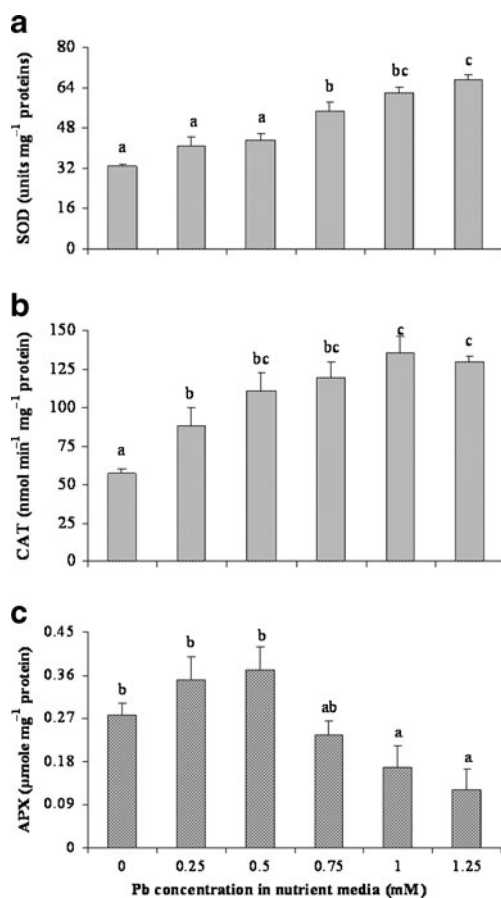 a
SOD (units mg⁻¹ proteins)
80
64
48
32
16
0
a
a
a
b
bc
c
b
CAT (nmol min⁻¹ mg⁻¹ protein)
150
125
100
75
50
25
0
a
b
bc
bc
c
c
c
APX (µmole mg⁻¹ protein)
0.45
0.36
0.27
0.18
0.09
0
b
b
b
ab
a
a
0
0.25
0.5
0.75
1
1.25
Pb concentration in nutrient media (mM)